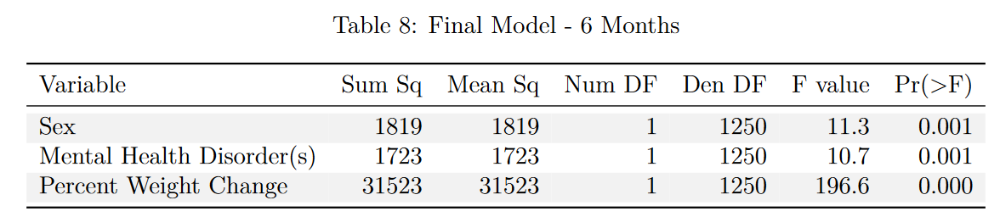 Table 8: Final Model - 6 Months
Variable Sum Sq Mean Sq Num DF Den DF F value Pr(>F)
Sex 1819 1819 1 1250 11.3 0.001
Mental Health Disorder(s) 1723 1723 1 1250 10.7 0.001
Percent Weight Change 31523 31523 1 1250 196.6 0.000